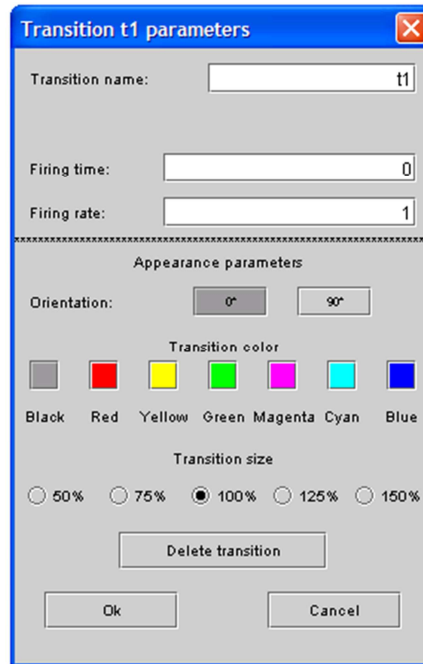 Transition t1 parameters
Transition name: t1
Firing time: 0
Firing rate: 1
Appearance parameters
Orientation: 0° 90°
Transition color
Black Red Yellow Green Magenta Cyan Blue
Transition size
50% 75% 100% 125% 150%
Delete transition
Ok Cancel